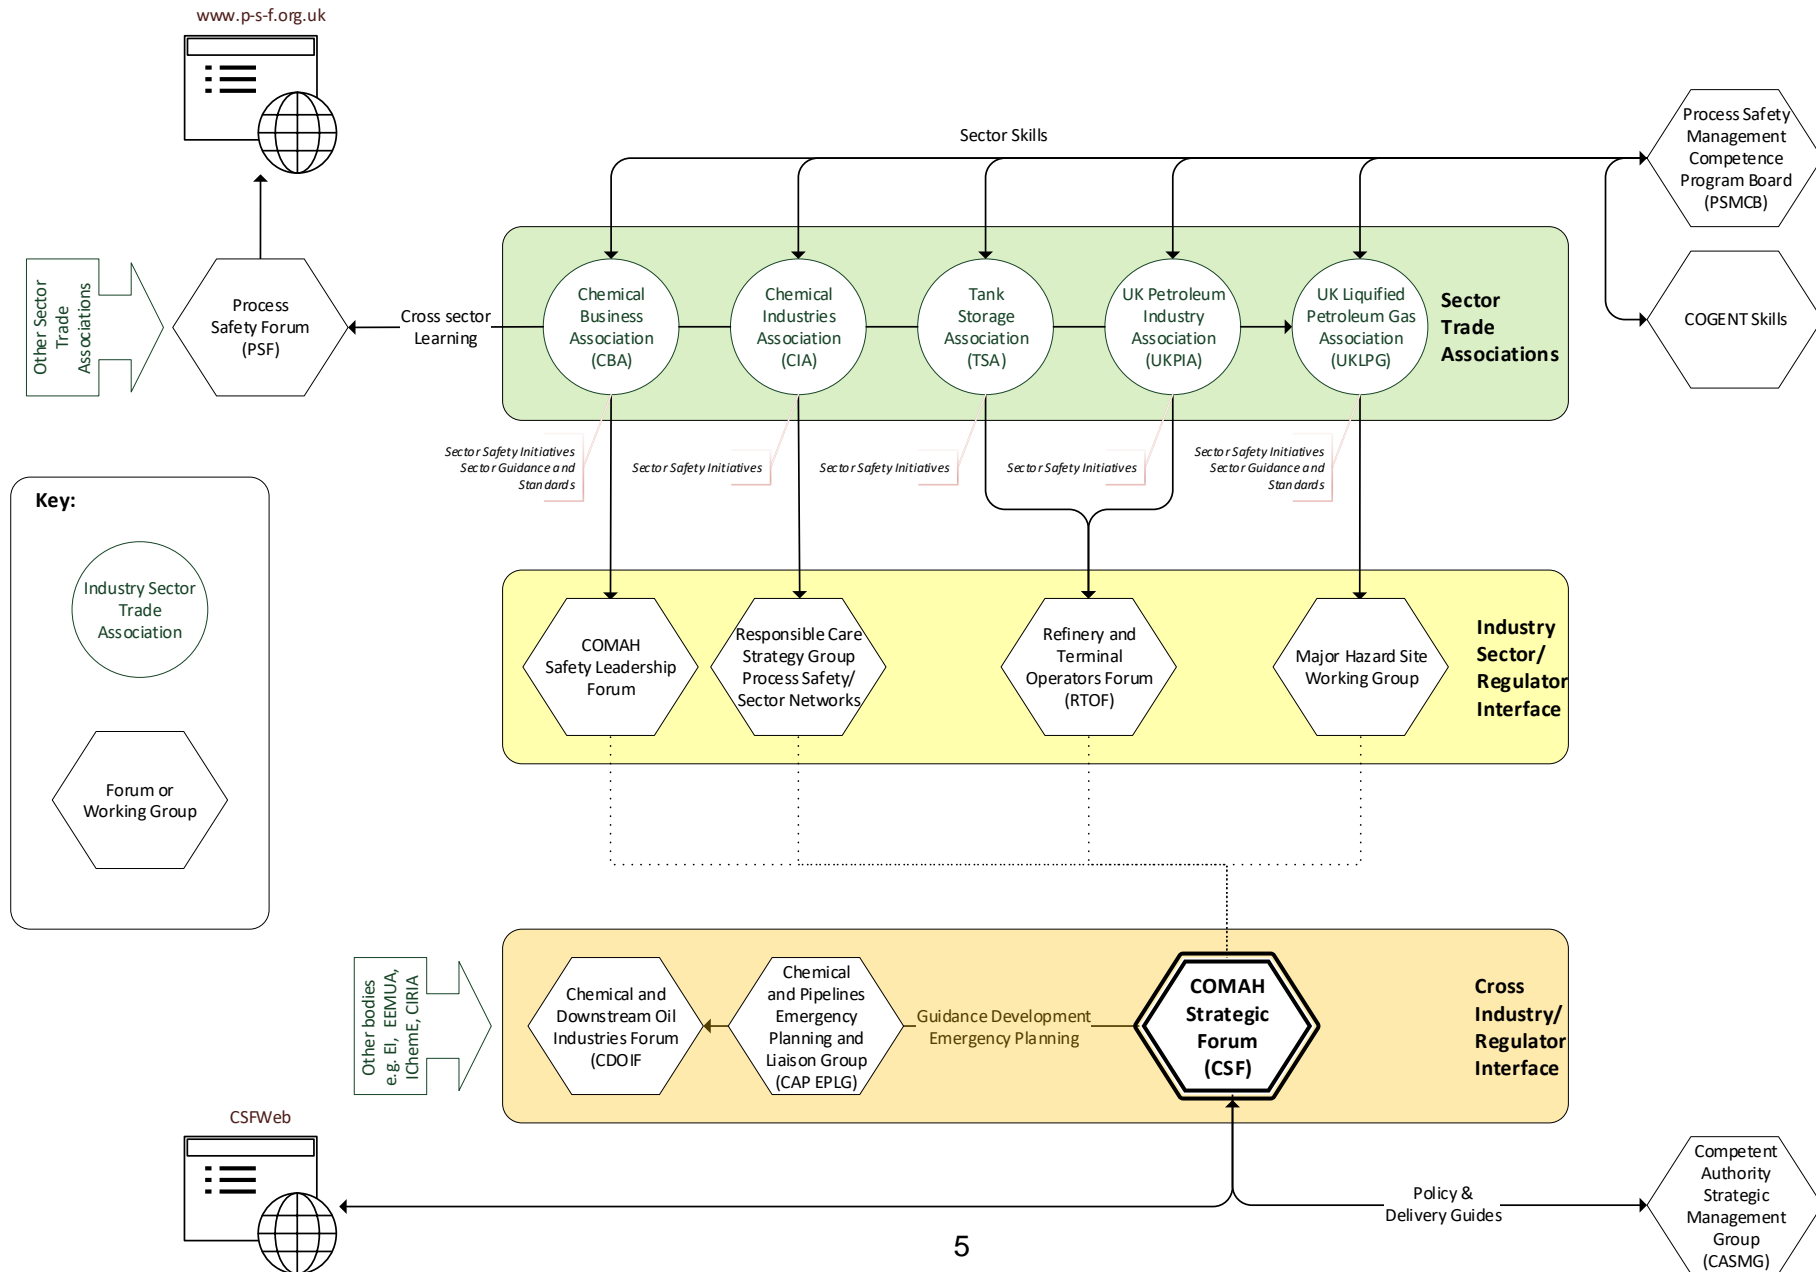 www.p-s-f.org.uk
Sector Skills
Process Safety
Management
Competence
Program Board
(PSMCB)
Other Sector
Trade
Associations
Process
Safety Forum
(PSF)
Cross sector
Learning
Chemical
Business
Association
(CBA)
Chemical
Industries
Association
(CIA)
Tank
Storage
Association
(TSA)
UK Petroleum
Industry
Association
(UKPIA)
UK Liquified
Petroleum Gas
Association
(UKLPG)
Sector
Trade
Associations
COGENT Skills
Sector Safety Initiatives
Sector Guidance and
Standards
Sector Safety Initiatives
Sector Safety Initiatives
Sector Safety Initiatives
Sector Safety Initiatives
Sector Guidance and
Standards
Key:
Industry Sector
Trade
Association
Forum or
Working Group
COMAH
Safety Leadership
Forum
Responsible Care
Strategy Group
Process Safety/
Sector Networks
Refinery and
Terminal
Operators Forum
(RTOF)
Major Hazard Site
Working Group
Industry
Sector/
Regulator
Interface
Other bodies
e.g. EI, EEMUA,
IChemE, CIRIA
Chemical and
Downstream Oil
Industries Forum
(CDOIF
Chemical
and Pipelines
Emergency
Planning and
Liaison Group
(CAP EPLG)
Guidance Development
Emergency Planning
COMAH
Strategic
Forum
(CSF)
Cross
Industry/
Regulator
Interface
CSFWeb
Policy &
Delivery Guides
Competent
Authority
Strategic
Management
Group
(CASMG)
5